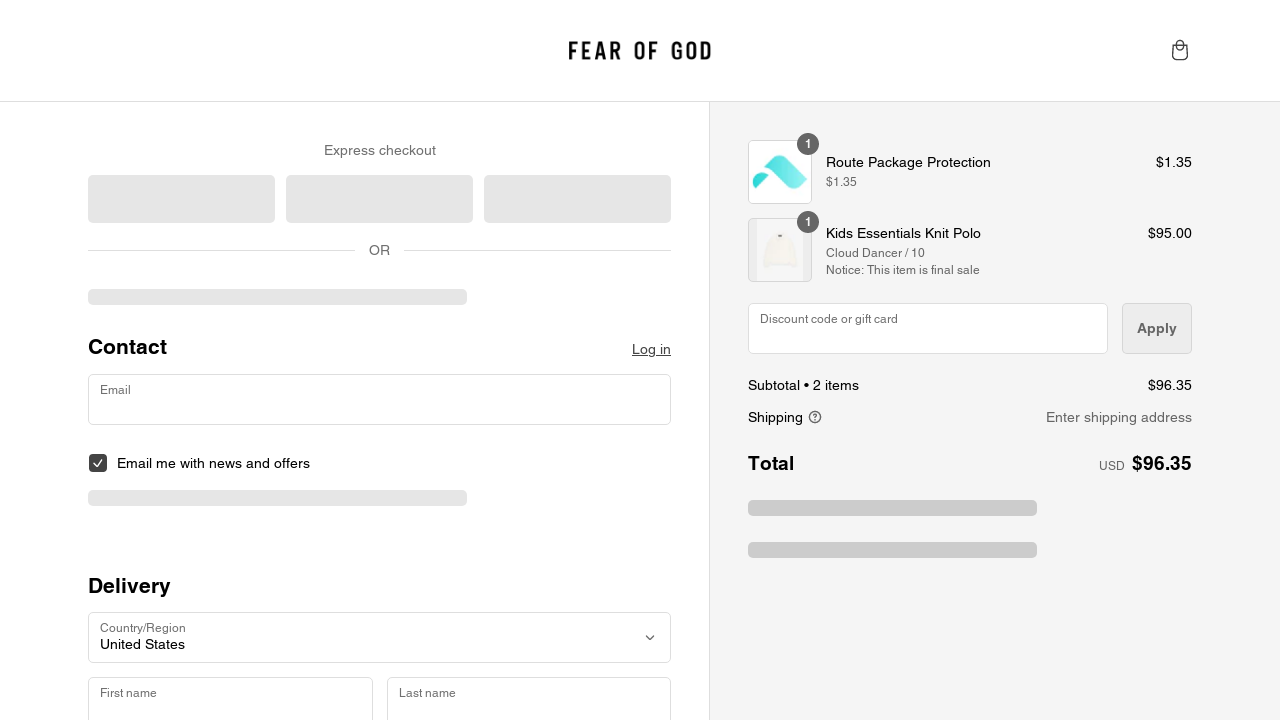 FEAR OF GOD
Express checkout
OR
Contact
Log in
Email
Email me with news and offers
Delivery
Country/Region
United States
First name
Last name
1
Route Package Protection
$1.35
$1.35
1
Kids Essentials Knit Polo
$95.00
Cloud Dancer / 10
Notice: This item is final sale
Discount code or gift card
Apply
Subtotal • 2 items
$96.35
Shipping
Enter shipping address
Total
USD $96.35